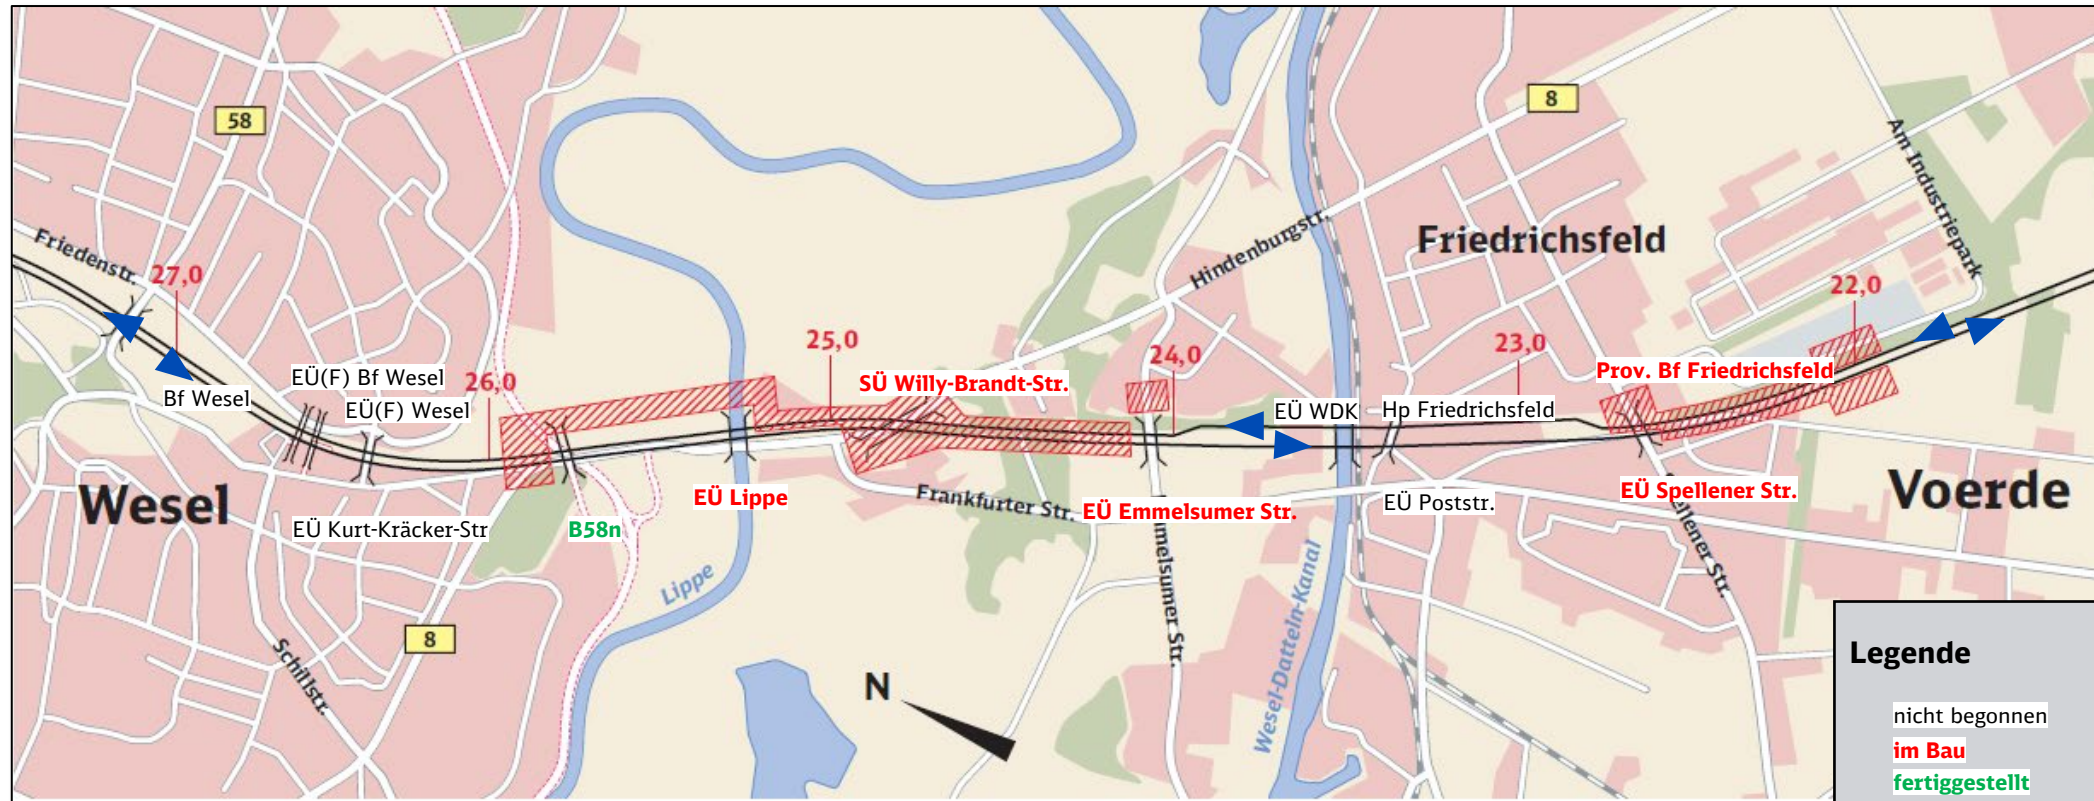 58
8
Am Industriepark
Hindenburgstr.
Friedrichsfeld
Friedenstr.
27,0
22,0
25,0
24,0
23,0
EÜ(F) Bf Wesel
26,0
SÜ Willy-Brandt-Str.
Prov. Bf Friedrichsfeld
Bf Wesel
EÜ(F) Wesel
EÜ WDK
Hp Friedrichsfeld
Wesel
EÜ Lippe
Frankfurter Str.
EÜ Emmelsumer Str.
EÜ Poststr.
EÜ Spellener Str.
Voerde
EÜ Kurt-Kräcker-Str
B58n
mmelsumer Str.
ellener Str.
Lippe
Wesel-Datteln-Kanal
8
Schillstr.
N
Legende
nicht begonnen
im Bau
fertiggestellt